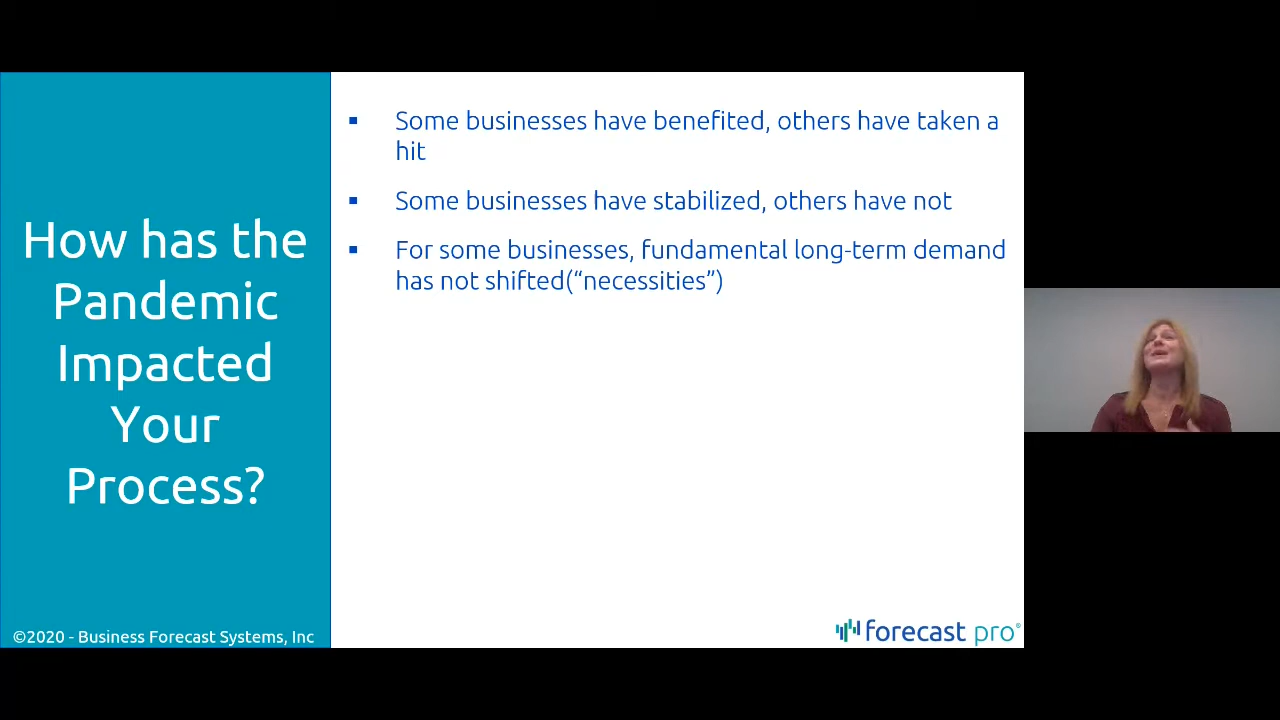 How has the
Pandemic
Impacted
Your
Process?
©2020 - Business Forecast Systems, Inc
▪ Some businesses have benefited, others have taken a
hit
▪ Some businesses have stabilized, others have not
▪ For some businesses, fundamental long-term demand
has not shifted(“necessities”)
forecast pro®